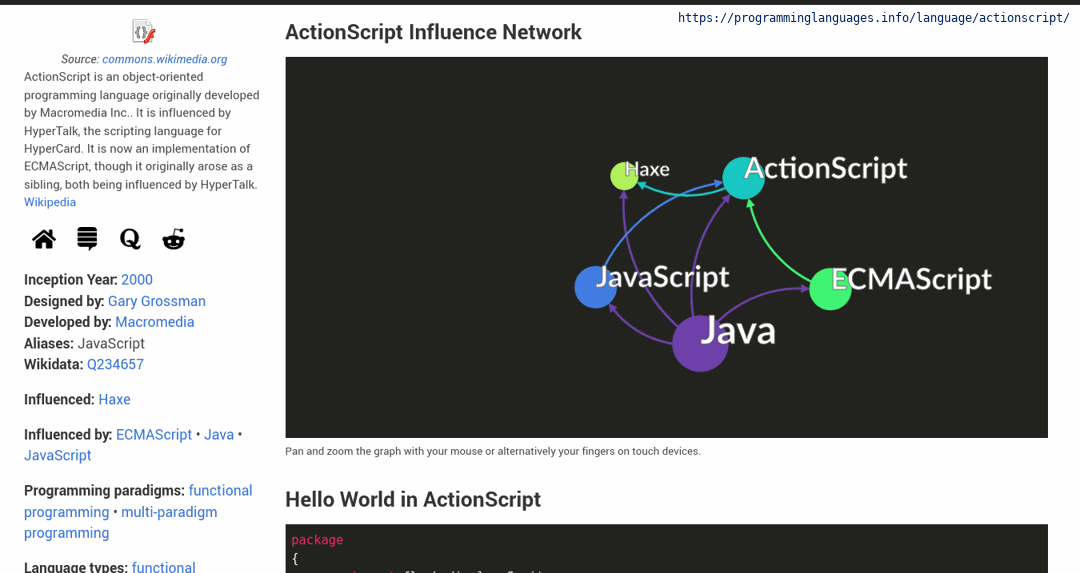 https://programminglanguages.info/language/actionscript/
Source: commons.wikimedia.org
ActionScript is an object-oriented
programming language originally developed
by Macromedia Inc.. It is influenced by
HyperTalk, the scripting language for
HyperCard. It is now an implementation of
ECMAScript, though it originally arose as a
sibling, both being influenced by HyperTalk.
Wikipedia
Inception Year: 2000
Designed by: Gary Grossman
Developed by: Macromedia
Aliases: JavaScript
Wikidata: Q234657
Influenced: Haxe
Influenced by: ECMAScript • Java •
JavaScript
Programming paradigms: functional
programming • multi-paradigm
programming
Language types: functional
ActionScript Influence Network
Haxe
ActionScript
JavaScript
ECMAScript
Java
Pan and zoom the graph with your mouse or alternatively your fingers on touch devices.
Hello World in ActionScript
package
{